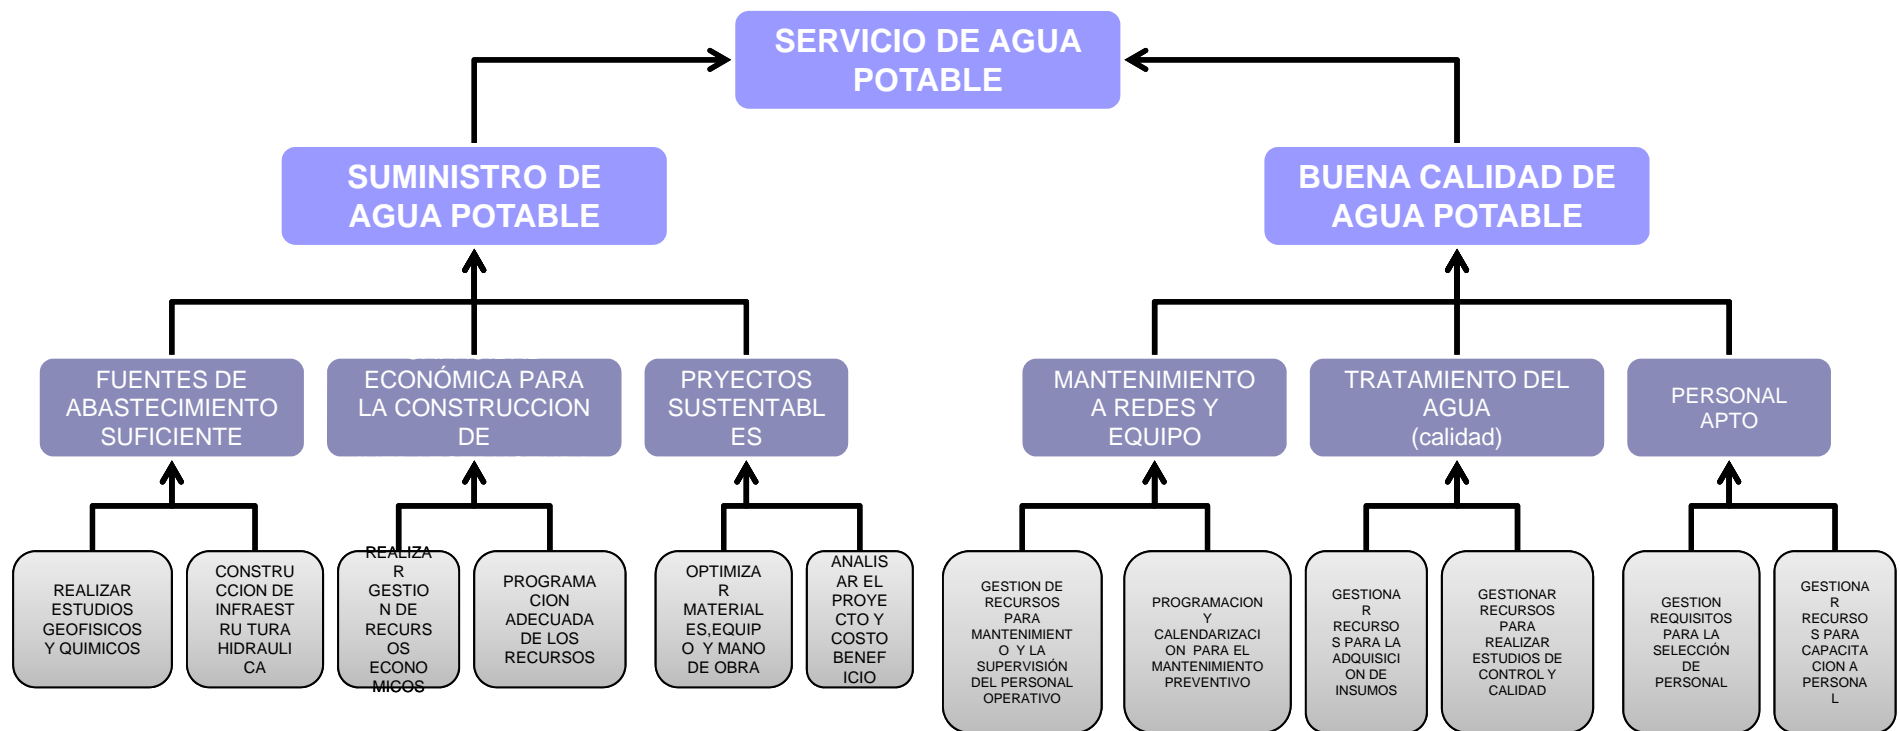 SERVICIO DE AGUA
POTABLE
SUMINISTRO DE
AGUA POTABLE
BUENA CALIDAD DE
AGUA POTABLE
FUENTES DE
ABASTECIMIENTO
SUFICIENTE
ECONÓMICA PARA
LA CONSTRUCCION
DE
PRYECTOS
SUSTENTABL
ES
MANTENIMIENTO
A REDES Y
EQUIPO
TRATAMIENTO DEL
AGUA
(calidad)
PERSONAL
APTO
REALIZAR
ESTUDIOS
GEOFISICOS
Y QUIMICOS
CONSTRU
CCION DE
INFRAEST
RU TURA
HIDRAULI
CA
REALIZA
R
GESTIO
N DE
RECURS
OS
ECONO
MICOS
PROGRAMA
CION
ADECUADA
DE LOS
RECURSOS
OPTIMIZA
R
MATERIAL
ES,EQUIP
O Y MANO
DE OBRA
ANALIS
AR EL
PROYE
CTO Y
COSTO
BENEF
ICIO
GESTION DE
RECURSOS
PARA
MANTENIMIENT
O Y LA
SUPERVISIÓN
DEL PERSONAL
OPERATIVO
PROGRAMACION
Y
CALENDARIZACI
ON PARA EL
MANTENIMIENTO
PREVENTIVO
GESTIONA
R
RECURSO
S PARA LA
ADQUISICI
ON DE
INSUMOS
GESTIONAR
RECURSOS
PARA
REALIZAR
ESTUDIOS DE
CONTROL Y
CALIDAD
GESTION
REQUISITOS
PARA LA
SELECCIÓN
DE
PERSONAL
GESTIONA
R
RECURSO
S PARA
CAPACITA
CION A
PERSONA
L